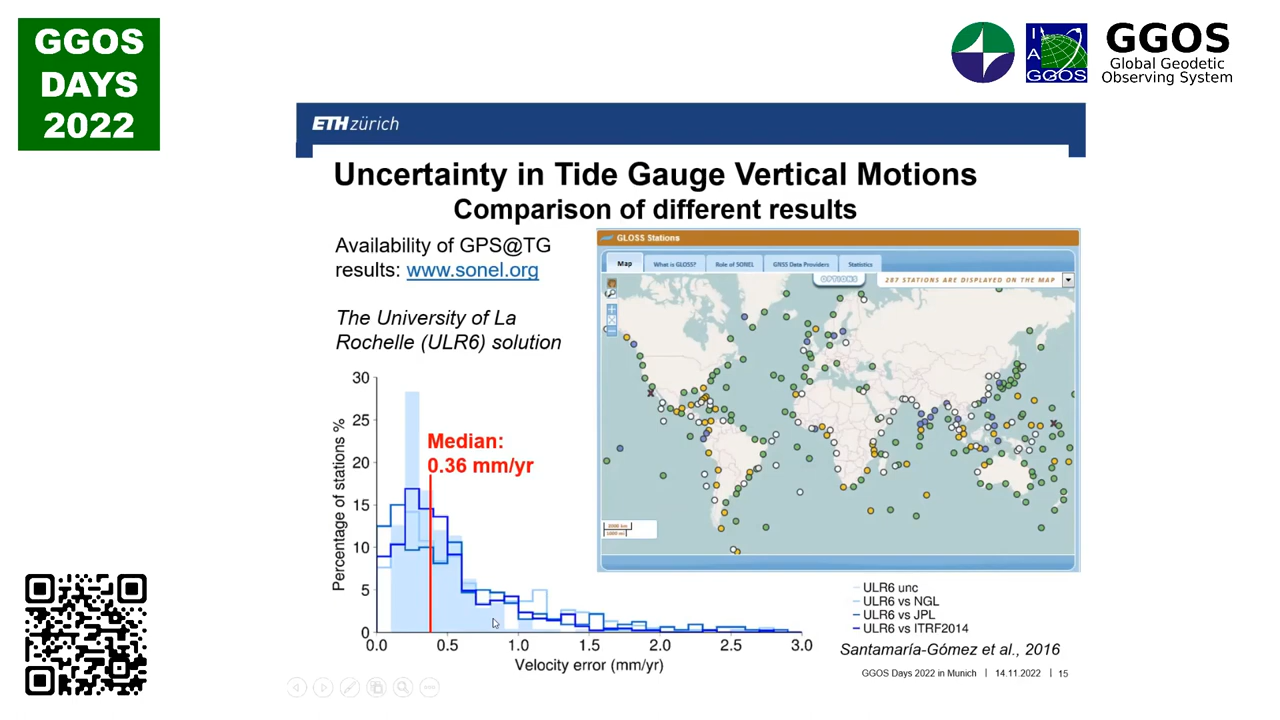 GGOS
DAYS
2022
I
A
GGOS
GGOS
Global Geodetic
Observing System
ETH zürich
Uncertainty in Tide Gauge Vertical Motions
Comparison of different results
Availability of GPS@TG
results: www.sonel.org
The University of La
Rochelle (ULR6) solution
GLOSS Stations
Map
What is GLOSS?
Role of SONEL
GNSS Data Providers
Statistics
OPTIONS
287 STATIONS ARE DISPLAYED ON THE MAP
Percentage of stations %
30
25
20
15
10
5
0
Median:
0.36 mm/yr
0.0 0.5 1.0 1.5 2.0 2.5 3.0
Velocity error (mm/yr)
ULR6 unc
ULR6 vs NGL
ULR6 vs JPL
ULR6 vs ITRF2014
Santamaría-Gómez et al., 2016
GGOS Days 2022 in Munich | 14.11.2022 | 15